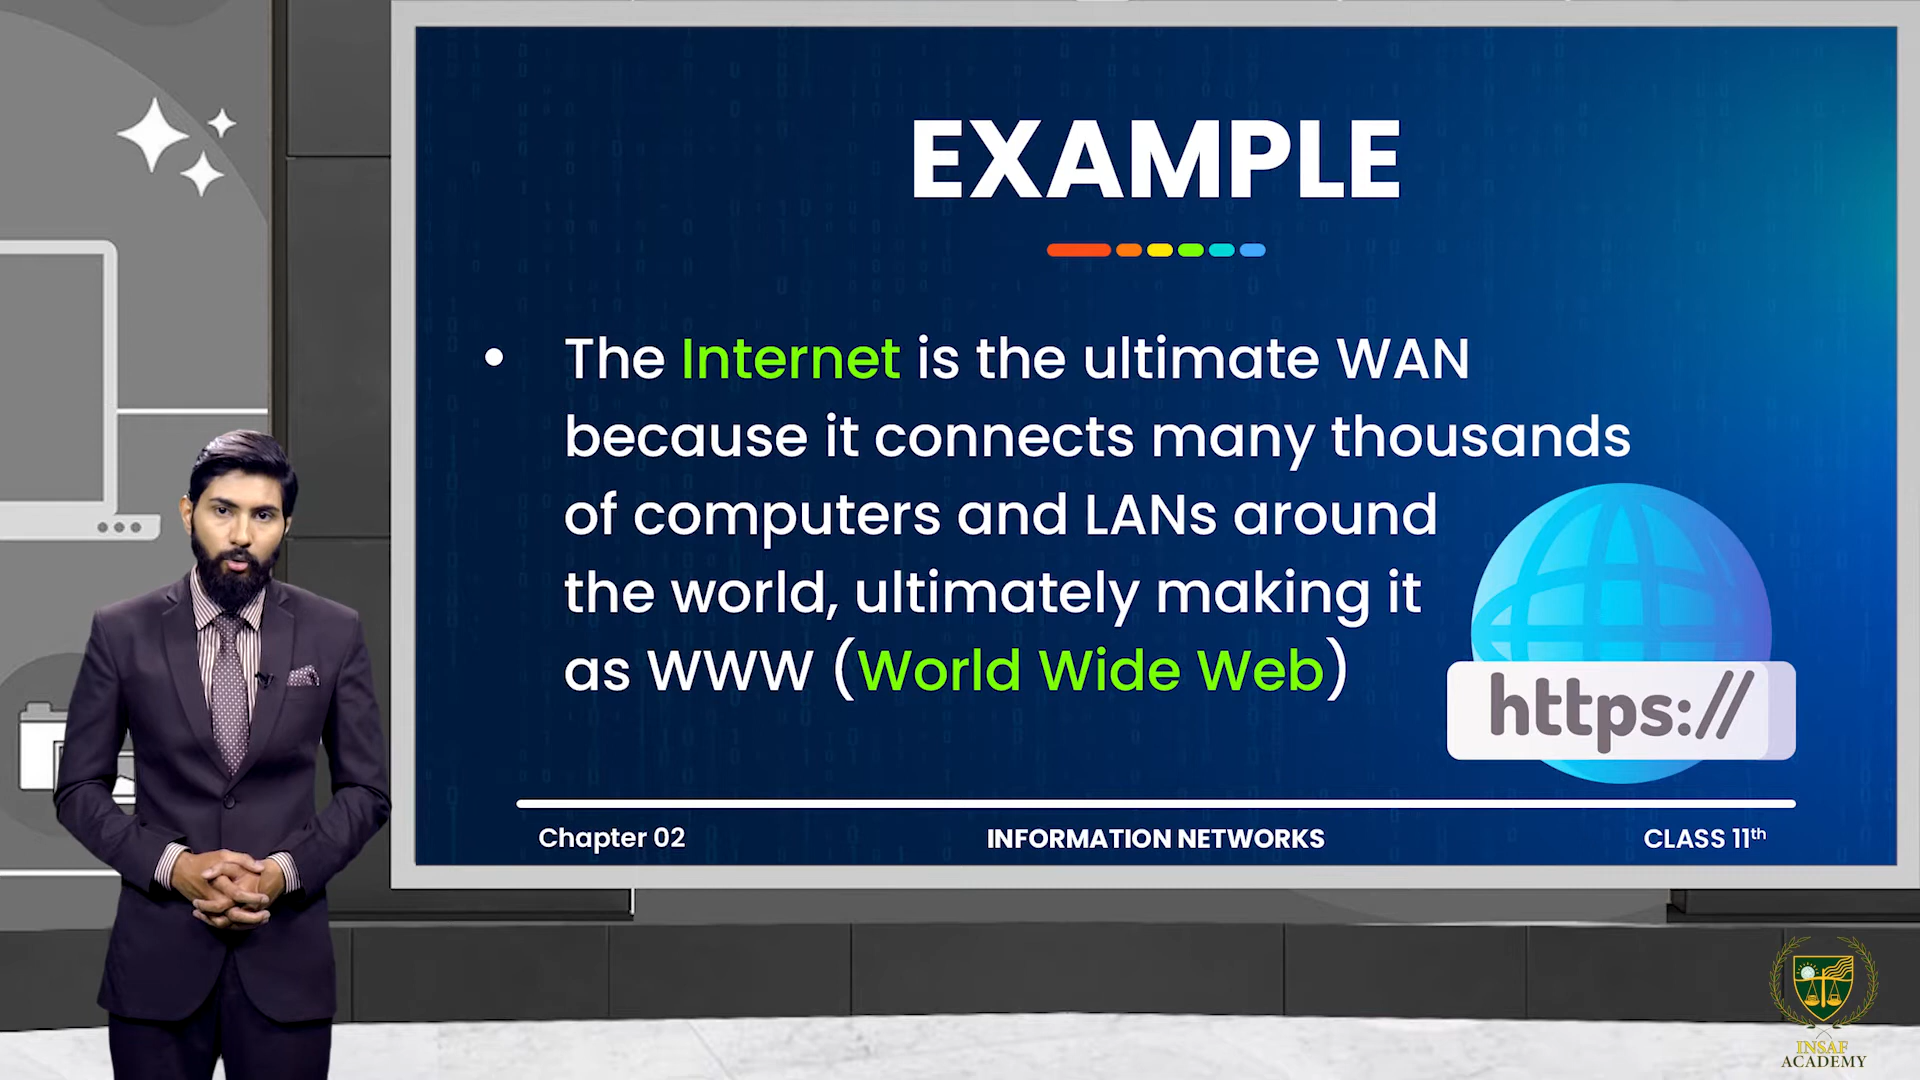 EXAMPLE
• The Internet is the ultimate WAN
because it connects many thousands
of computers and LANs around
the world, ultimately making it
as WWW (World Wide Web)
https://
Chapter 02
INFORMATION NETWORKS
CLASS 11th
INSAF
ACADEMY